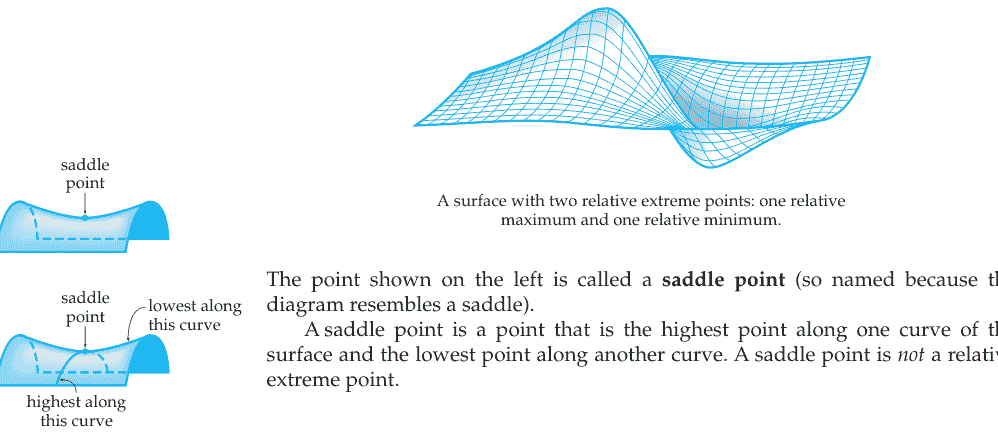 saddle
point
saddle
point
lowest along
this curve
highest along
this curve
A surface with two relative extreme points: one relative
maximum and one relative minimum.
The point shown on the left is called a saddle point (so named because th
diagram resembles a saddle).
A saddle point is a point that is the highest point along one curve of th
surface and the lowest point along another curve. A saddle point is not a relativ
extreme point.